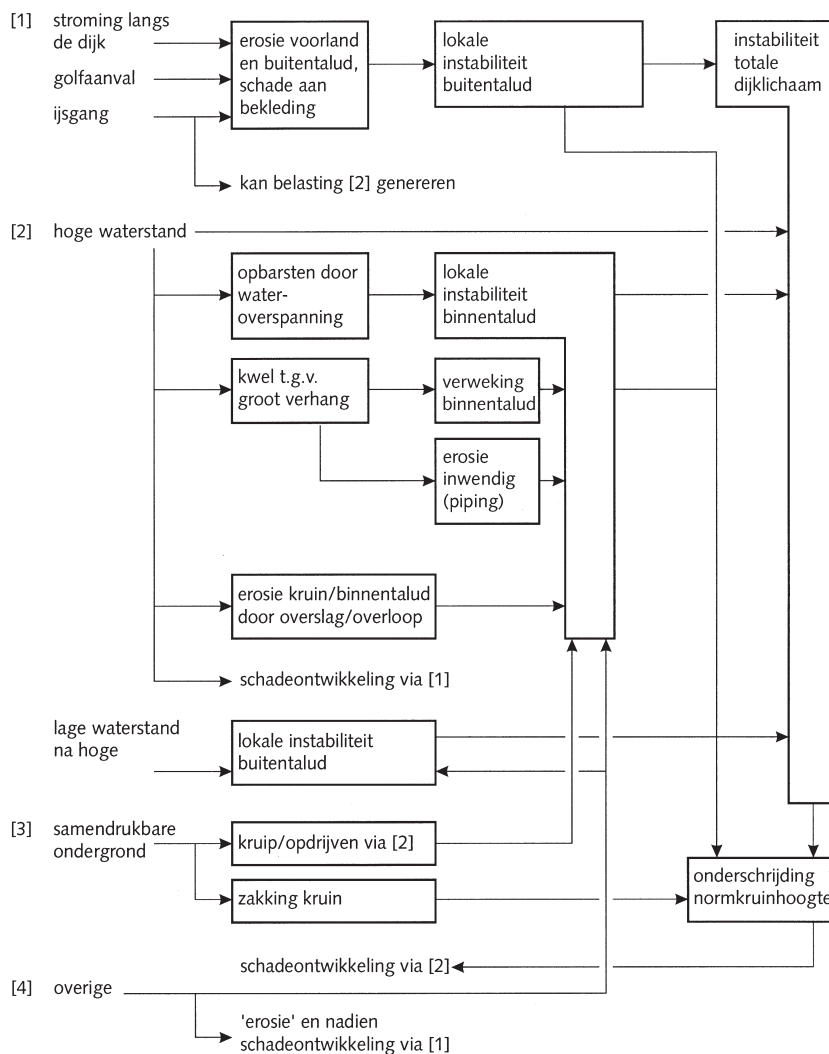 [1] stroming langs
de dijk
golfaanval
ijsgang
erosie voorland
en buitentalud,
schade aan
bekleding
lokale
instabiliteit
buitentalud
instabiliteit
totale
dijklichaam
kan belasting [2] genereren
[2] hoge waterstand
opbarsten door
water-
overspanning
lokale
instabiliteit
binnentalud
kwel t.g.v.
groot verhang
verweking
binnentalud
erosie
inwendig
(piping)
erosie kruin/binnentalud
door overslag/overloop
schadeontwikkeling via [1]
lage waterstand
na hoge
lokale instabiliteit
buitentalud
[3] samendrukbare
ondergrond
kruip/opdrijven via [2]
zakking kruin
onderschrijding
normkruinhoogte
schadeontwikkeling via [2]
[4] overige
'erosie' en nadien
schadeontwikkeling via [1]